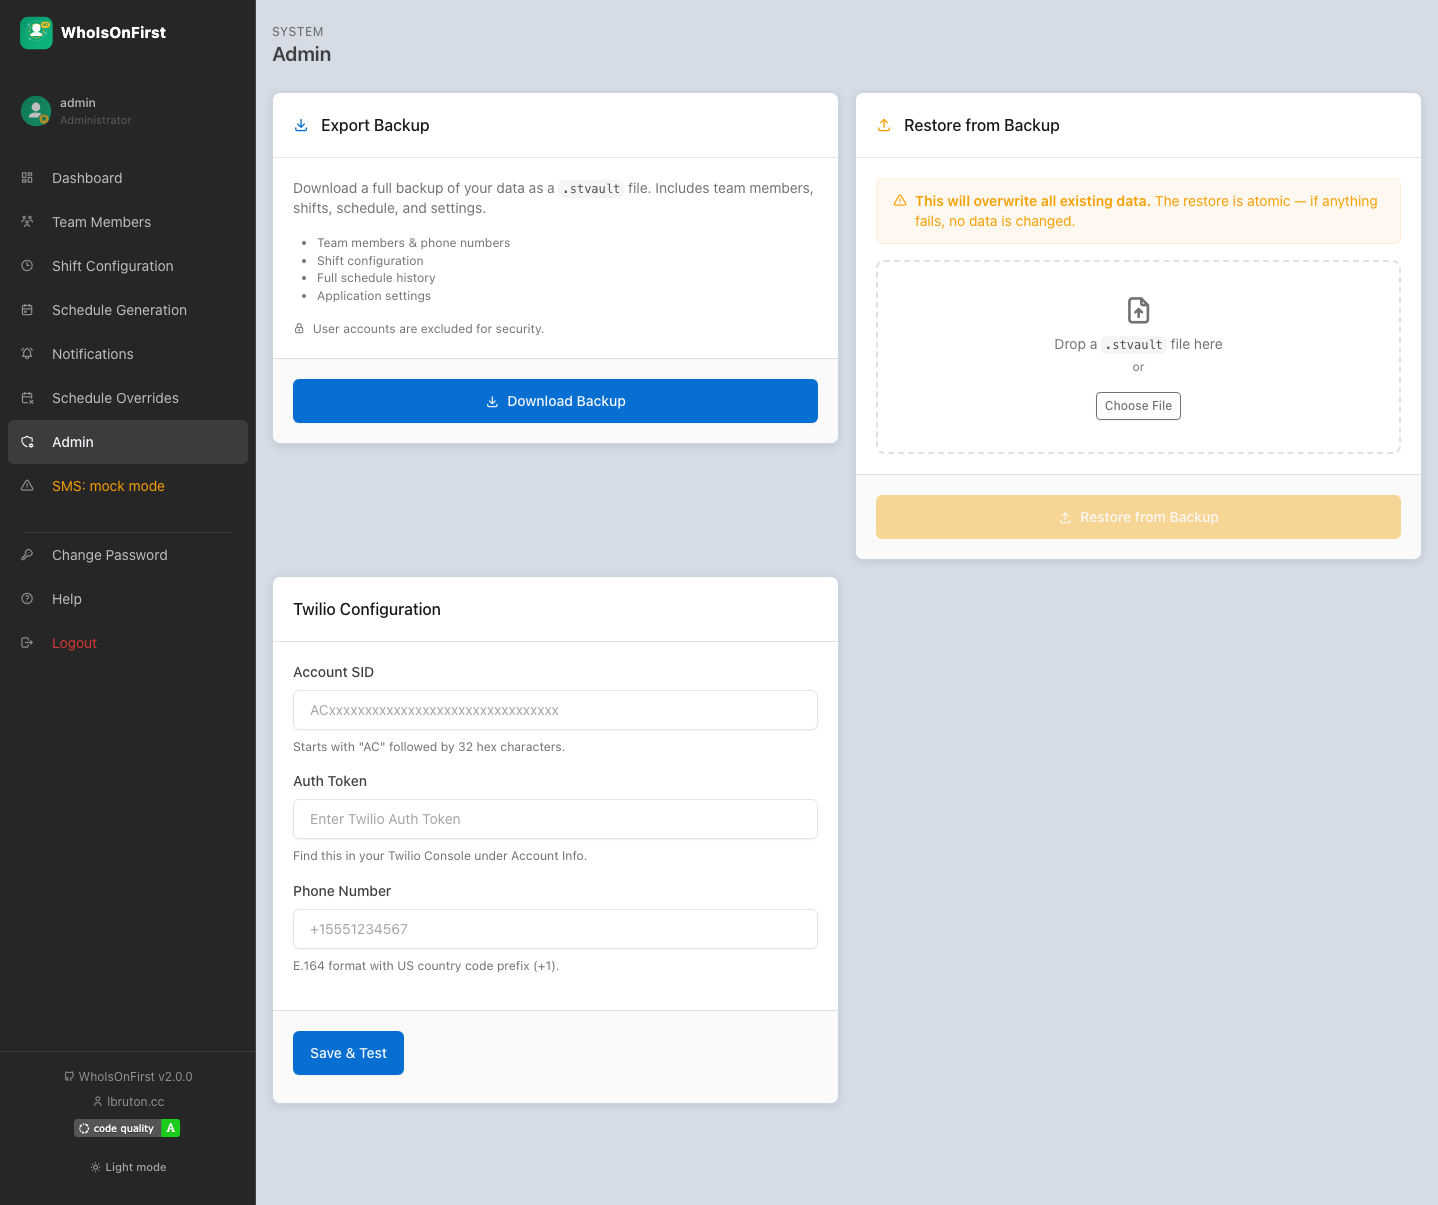 WhoIsOnFirst
admin
Administrator
Dashboard
Team Members
Shift Configuration
Schedule Generation
Notifications
Schedule Overrides
Admin
SMS: mock mode
Change Password
Help
Logout
WhoIsOnFirst v2.0.0
lbruton.cc
code quality A
Light mode
SYSTEM
Admin
Export Backup
Download a full backup of your data as a .stvault file. Includes team members,
shifts, schedule, and settings.
• Team members & phone numbers
• Shift configuration
• Full schedule history
• Application settings
User accounts are excluded for security.
Download Backup
Restore from Backup
This will overwrite all existing data. The restore is atomic — if anything
fails, no data is changed.
Drop a .stvault file here
or
Choose File
Restore from Backup
Twilio Configuration
Account SID
ACxxxxxxxxxxxxxxxxxxxxxxxxxxxxxxxx
Starts with "AC" followed by 32 hex characters.
Auth Token
Enter Twilio Auth Token
Find this in your Twilio Console under Account Info.
Phone Number
+15551234567
E.164 format with US country code prefix (+1).
Save & Test